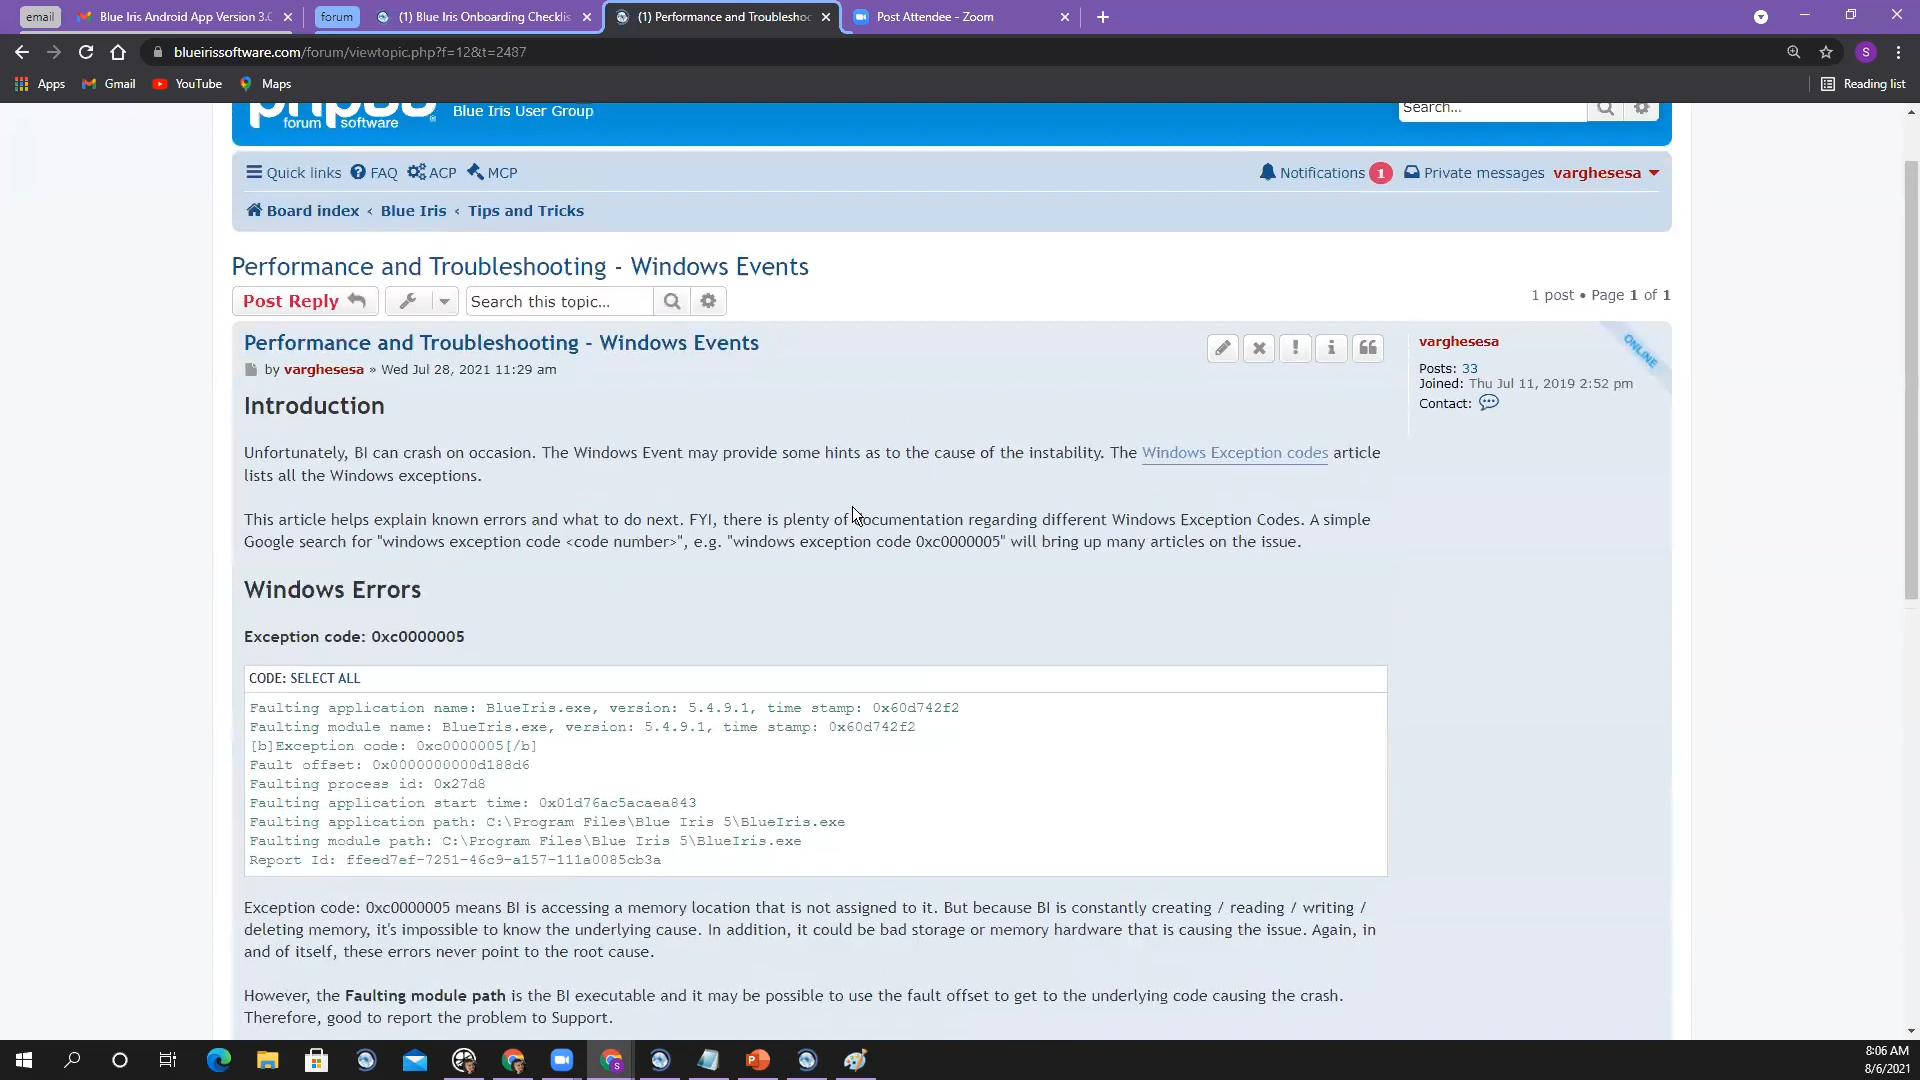 email
Blue Iris Android App Version 3.0
forum
(1) Blue Iris Onboarding Checklis
(1) Performance and Troubleshoo
Post Attendee - Zoom
blueirissoftware.com/forum/viewtopic.php?f=12&t=2487
S
Apps
Gmail
YouTube
Maps
Reading list
phpBB
forum software
Blue Iris User Group
Search…
Quick links
FAQ
ACP
MCP
Notifications 1
Private messages
varghesesa
Board index ‹ Blue Iris ‹ Tips and Tricks
Performance and Troubleshooting - Windows Events
Post Reply
Search this topic…
1 post • Page 1 of 1
Performance and Troubleshooting - Windows Events
by varghesesa » Wed Jul 28, 2021 11:29 am
varghesesa
ONLINE
Posts: 33
Joined: Thu Jul 11, 2019 2:52 pm
Contact:
Introduction
Unfortunately, BI can crash on occasion. The Windows Event may provide some hints as to the cause of the instability. The Windows Exception codes article
lists all the Windows exceptions.
This article helps explain known errors and what to do next. FYI, there is plenty of documentation regarding different Windows Exception Codes. A simple
Google search for "windows exception code <code number>", e.g. "windows exception code 0xc0000005" will bring up many articles on the issue.
Windows Errors
Exception code: 0xc0000005
CODE: SELECT ALL
Faulting application name: BlueIris.exe, version: 5.4.9.1, time stamp: 0x60d742f2
Faulting module name: BlueIris.exe, version: 5.4.9.1, time stamp: 0x60d742f2
[b]Exception code: 0xc0000005[/b]
Fault offset: 0x0000000000d188d6
Faulting process id: 0x27d8
Faulting application start time: 0x01d76ac5acaea843
Faulting application path: C:\Program Files\Blue Iris 5\BlueIris.exe
Faulting module path: C:\Program Files\Blue Iris 5\BlueIris.exe
Report Id: ffeed7ef-7251-46c9-a157-111a0085cb3a
Exception code: 0xc0000005 means BI is accessing a memory location that is not assigned to it. But because BI is constantly creating / reading / writing /
deleting memory, it's impossible to know the underlying cause. In addition, it could be bad storage or memory hardware that is causing the issue. Again, in
and of itself, these errors never point to the root cause.
However, the Faulting module path is the BI executable and it may be possible to use the fault offset to get to the underlying code causing the crash.
Therefore, good to report the problem to Support.
8:06 AM
8/6/2021